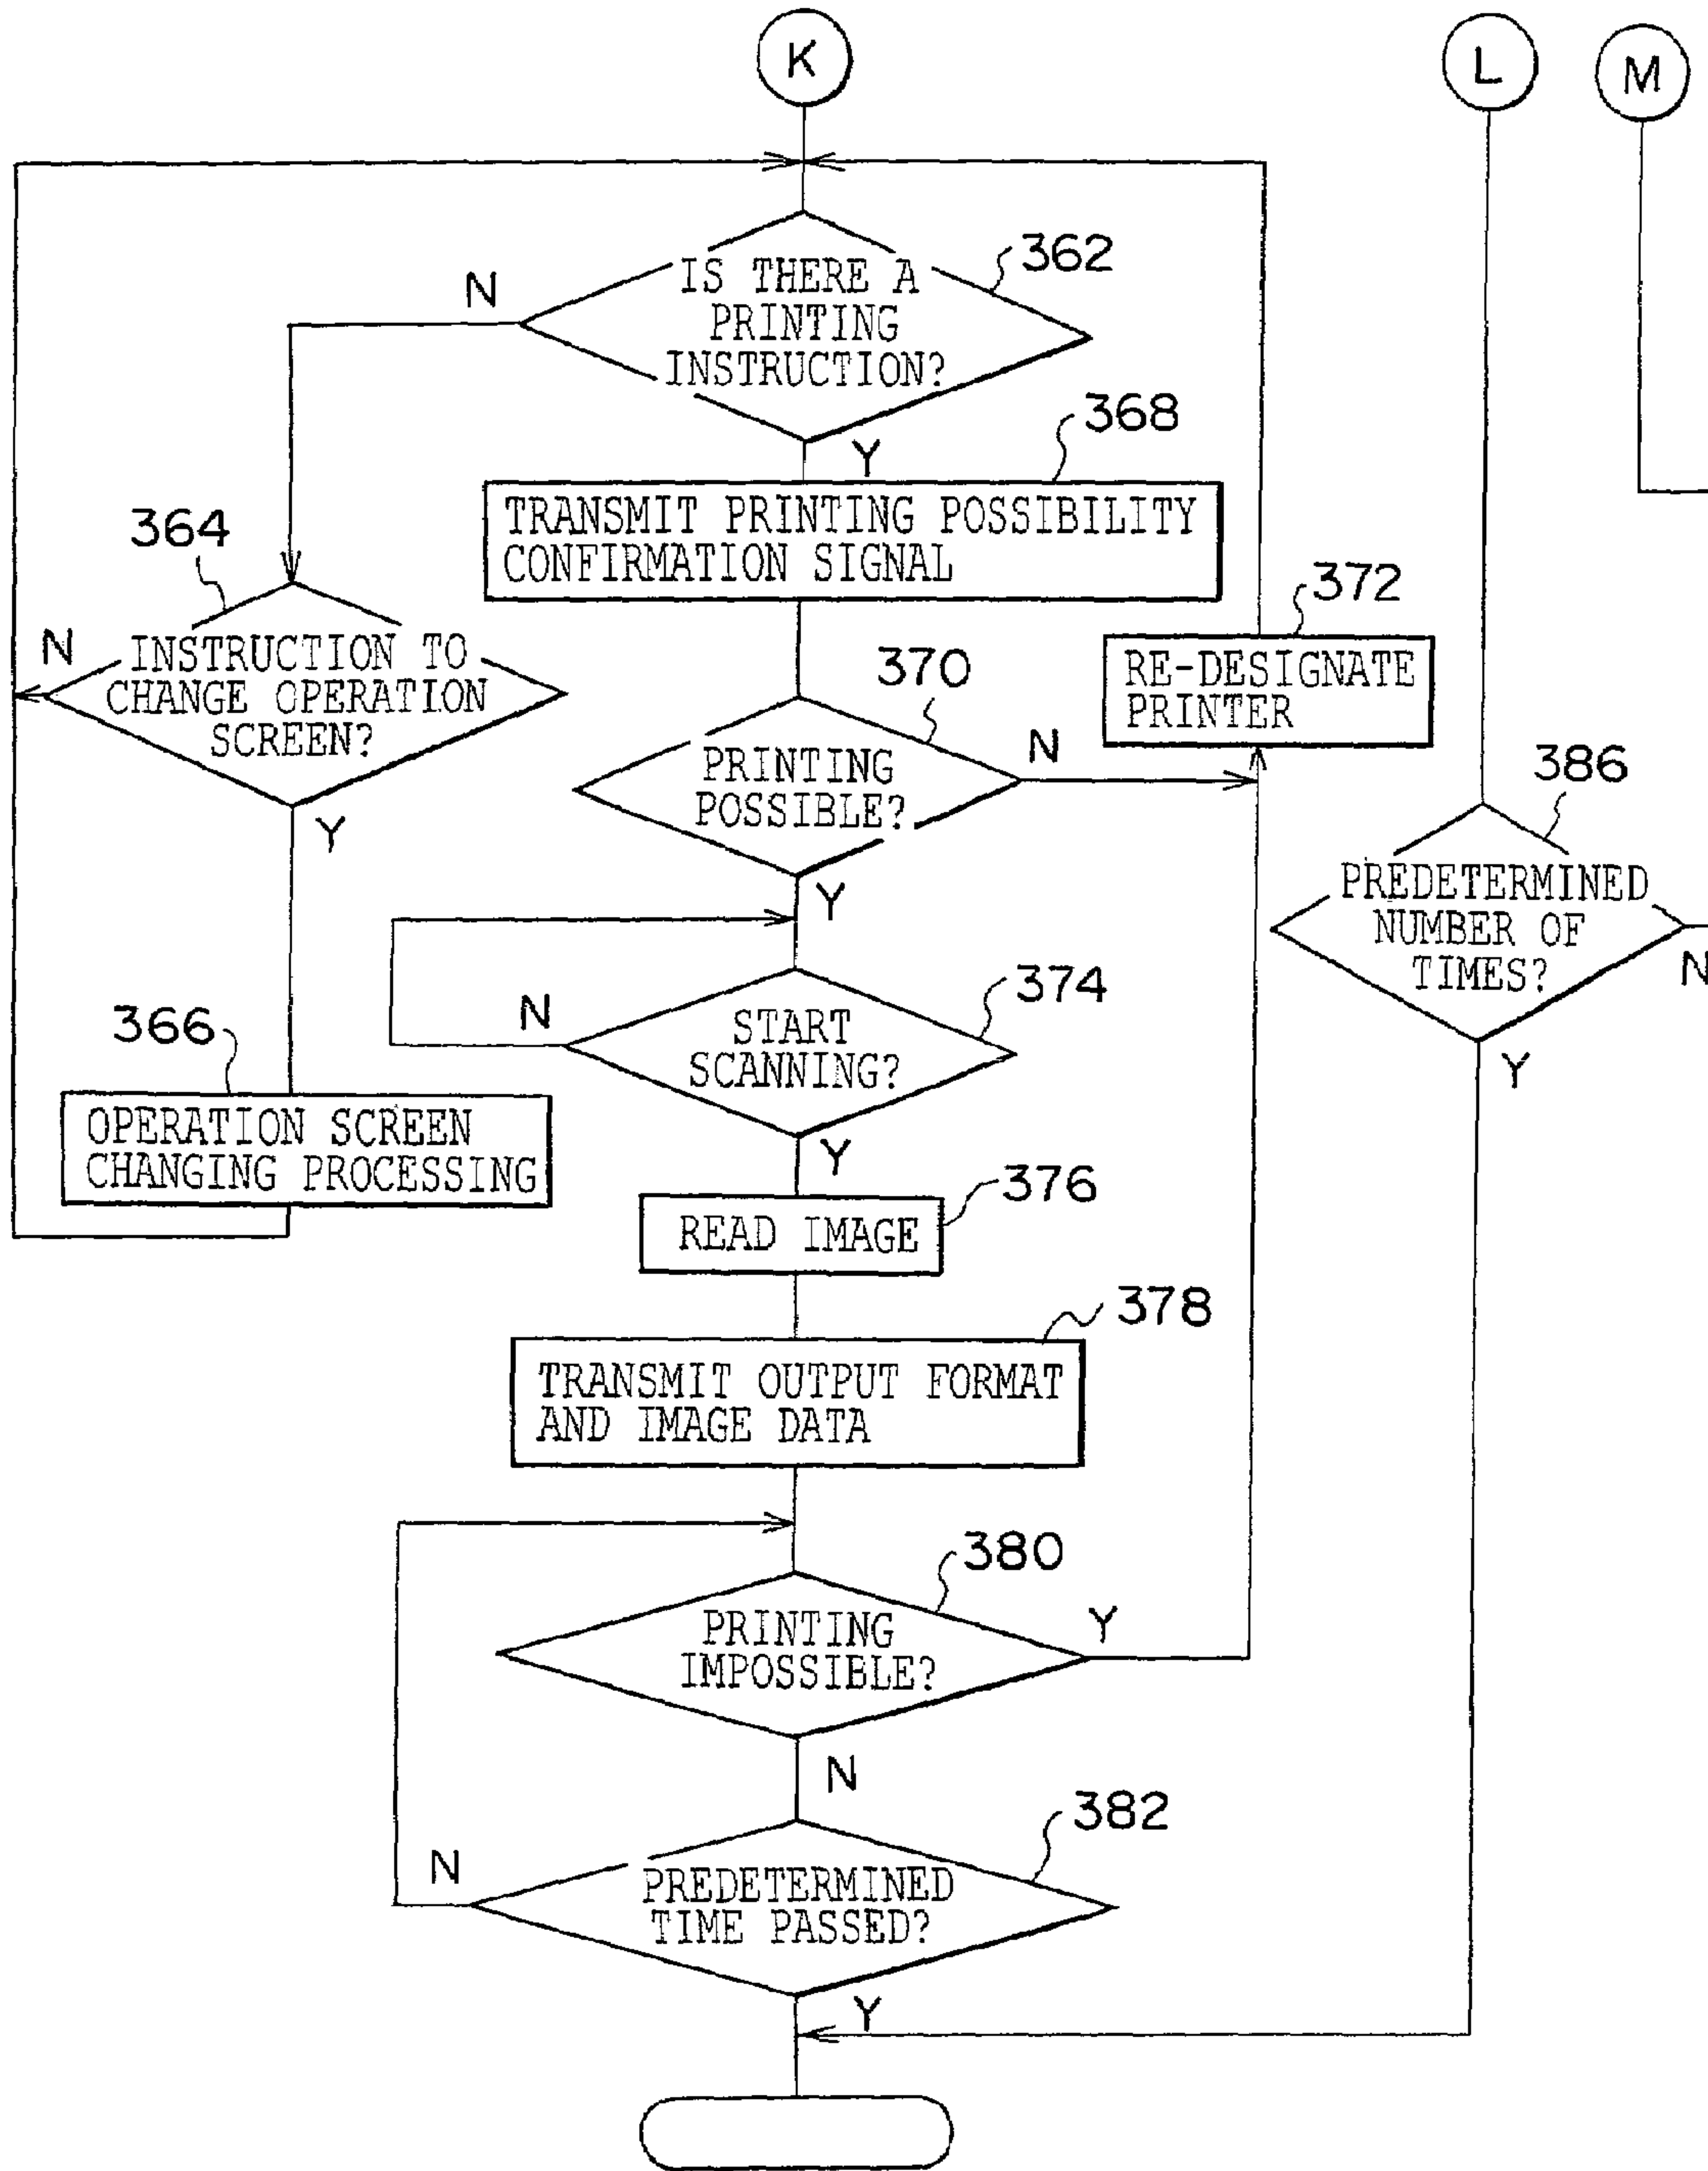 K
L
M
N
IS THERE A
PRINTING
INSTRUCTION?
362
Y
368
TRANSMIT PRINTING POSSIBILITY
CONFIRMATION SIGNAL
364
N
INSTRUCTION TO
CHANGE OPERATION
SCREEN?
Y
366
OPERATION SCREEN
CHANGING PROCESSING
370
PRINTING
POSSIBLE?
N
Y
372
RE-DESIGNATE
PRINTER
386
PREDETERMINED
NUMBER OF
TIMES?
N
Y
374
N
START
SCANNING?
Y
376
READ IMAGE
378
TRANSMIT OUTPUT FORMAT
AND IMAGE DATA
380
PRINTING
IMPOSSIBLE?
Y
N
382
N
PREDETERMINED
TIME PASSED?
Y